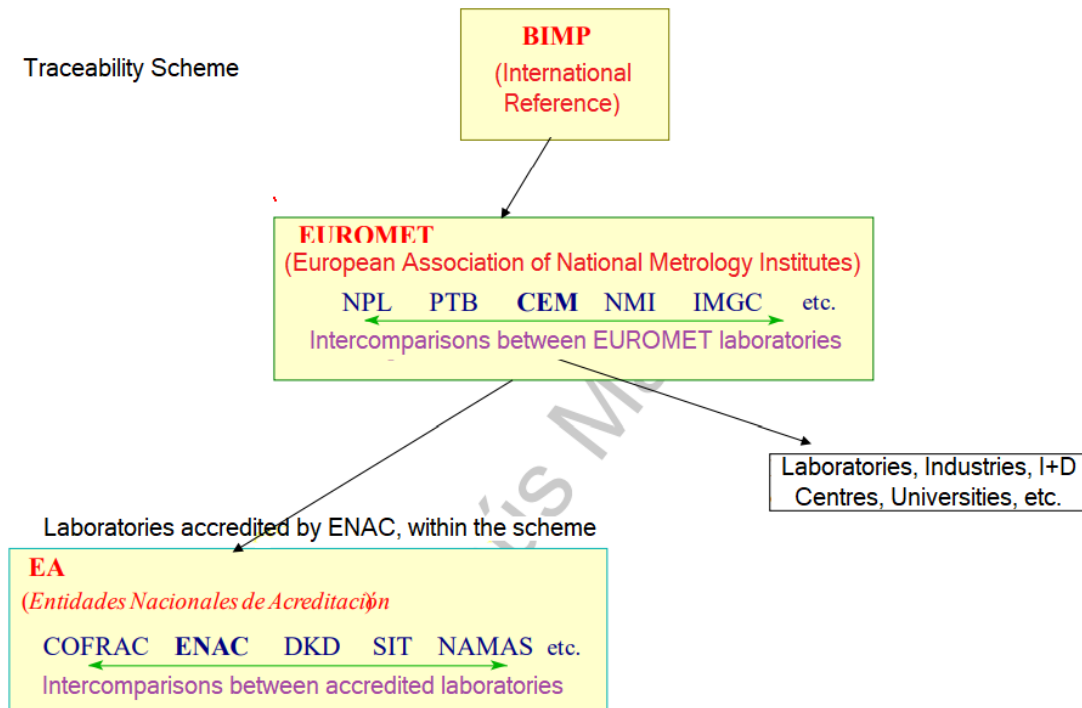 BIMP
(International
Reference)
Traceability Scheme
EUROMET
(European Association of National Metrology Institutes)
NPL PTB CEM NMI IMGC etc.
Intercomparisons between EUROMET laboratories
Laboratories, Industries, I+D
Centres, Universities, etc.
Laboratories accredited by ENAC, within the scheme
EA
(Entidades Nacionales de Acreditación)
COFRAC ENAC DKD SIT NAMAS etc.
Intercomparisons between accredited laboratories